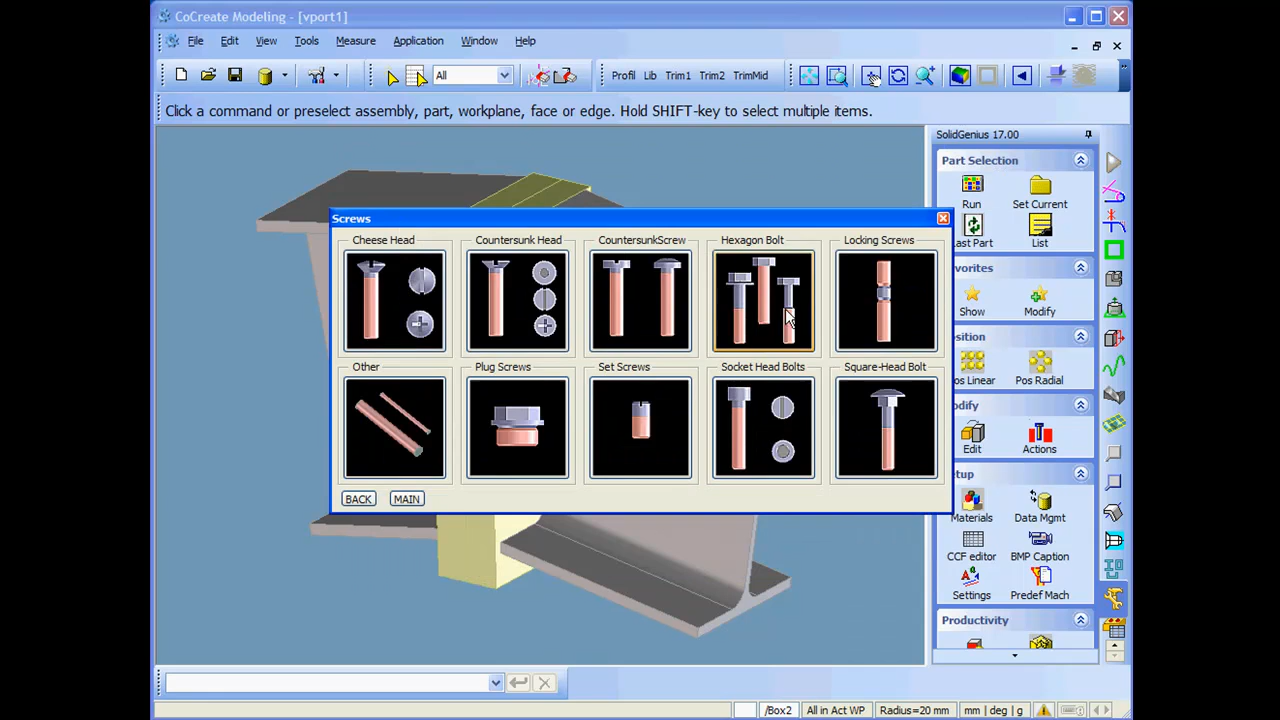 CoCreate Modeling - [vport1]
File Edit View Tools Measure Application Window Help
All Profil Lib Trim1 Trim2 TrimMid
Click a command or preselect assembly, part, workplane, face or edge. Hold SHIFT-key to select multiple items.
SolidGenius 17.00
Part Selection
Run Set Current
ast Part List
avorites
Show Modify
osition
os Linear Pos Radial
odify
Edit Actions
etup
Materials Data Mgmt
CCF editor BMP Caption
Settings Predef Mach
Productivity
Screws
Cheese Head Countersunk Head CountersunkScrew Hexagon Bolt Locking Screws
Other Plug Screws Set Screws Socket Head Bolts Square-Head Bolt
BACK MAIN
/Box2 All in Act WP Radius=20 mm mm | deg | g